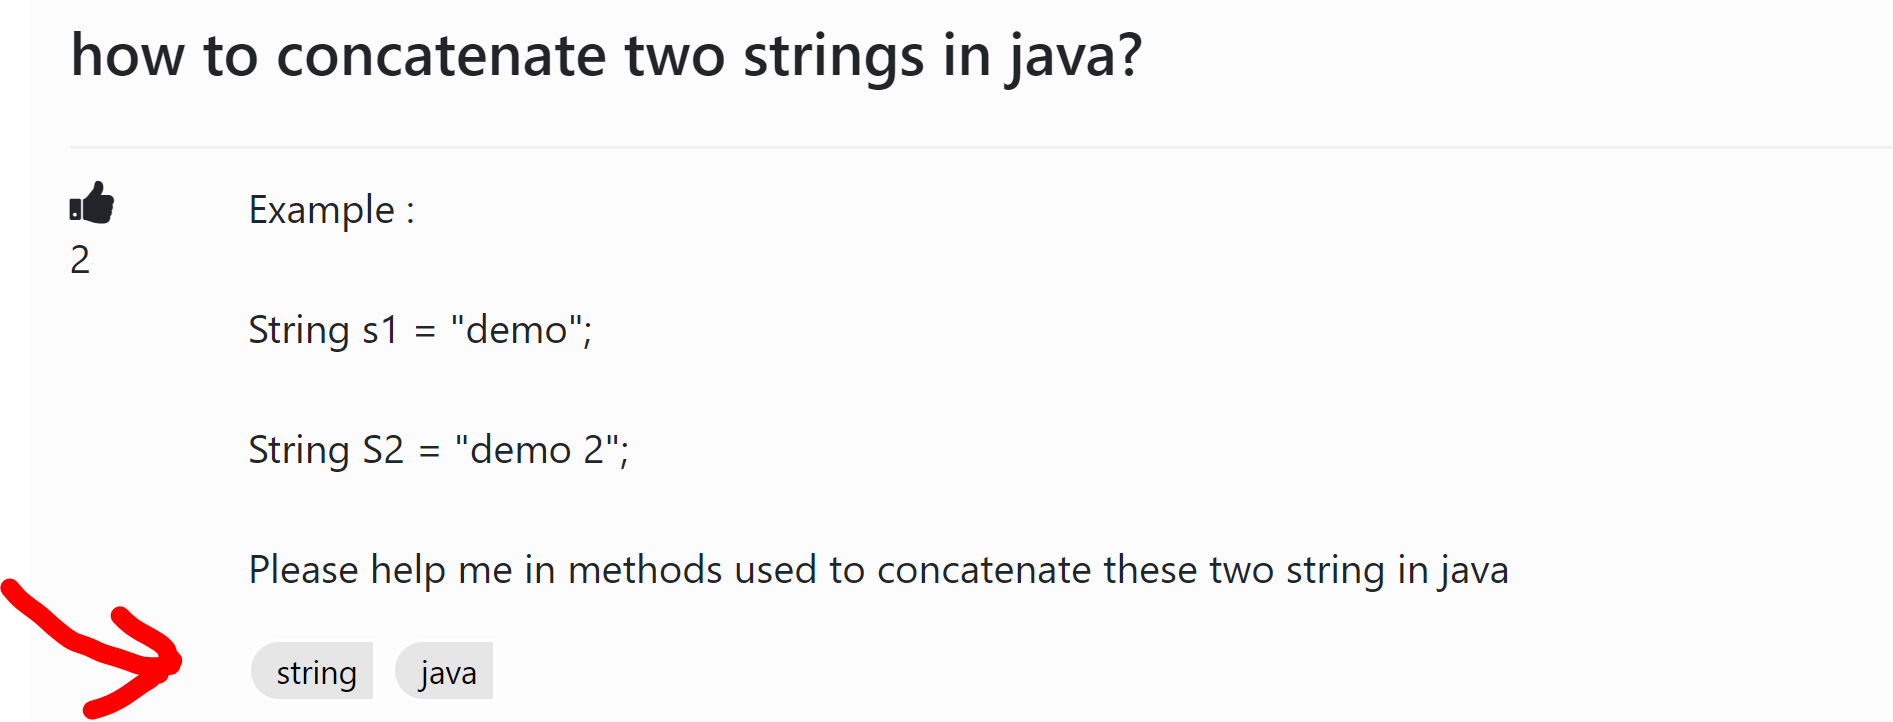 how to concatenate two strings in java?
Example :
2
String s1 = "demo";
String S2 = "demo 2";
Please help me in methods used to concatenate these two string in java
string java